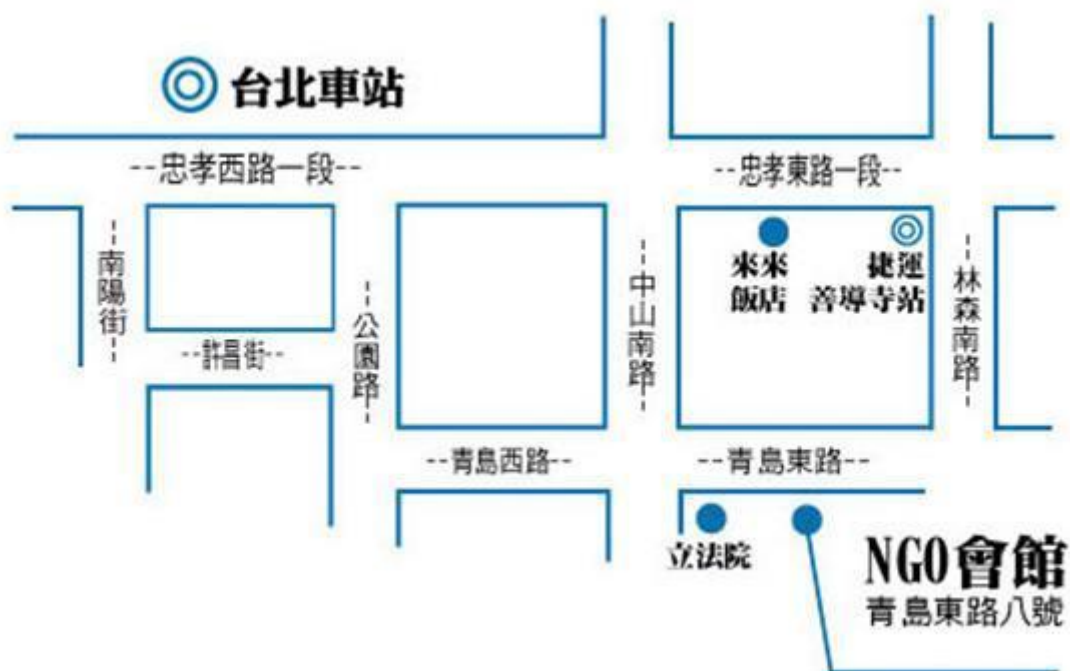 台北車站
--忠孝西路一段--
--忠孝東路一段--
--南陽街--
--許昌街--
--公園路--
--中山南路--
來來
飯店
捷運
善導寺站
--林森南路--
--青島西路--
--青島東路--
立法院
NGO會館
青島東路八號